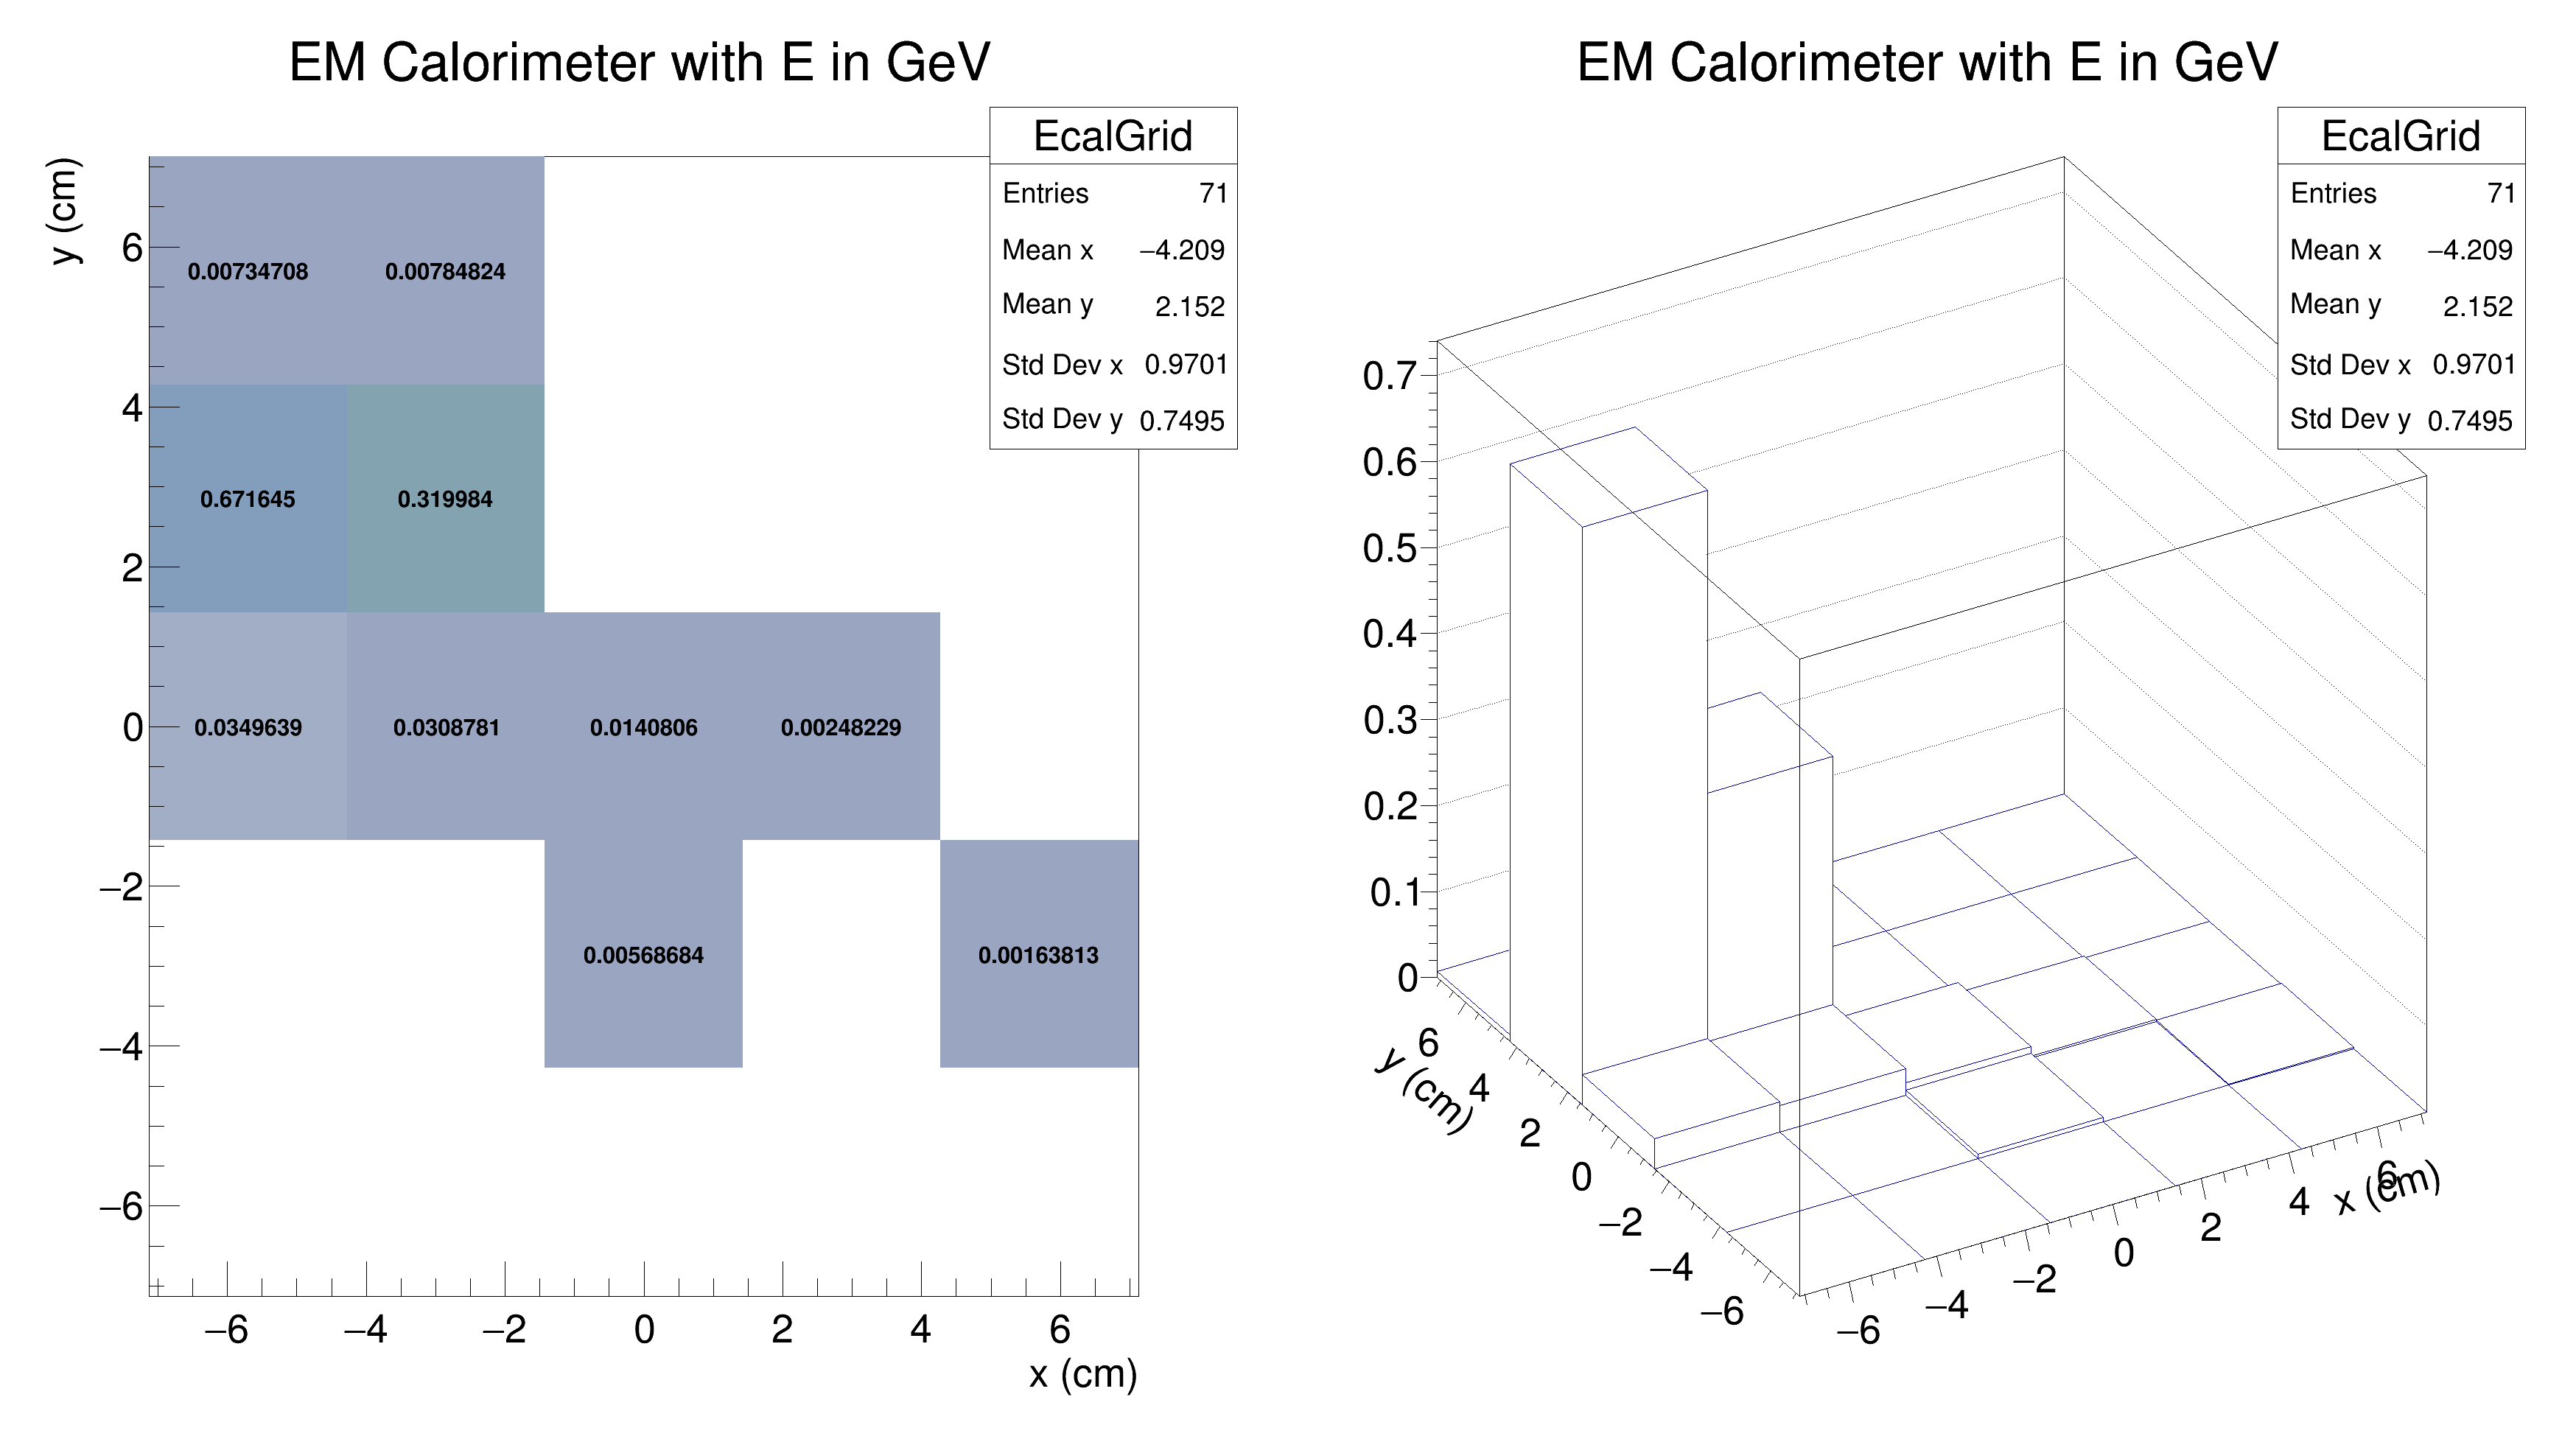 EM Calorimeter with E in GeV
EcalGrid
Entries 71
Mean x −4.209
Mean y 2.152
Std Dev x 0.9701
Std Dev y 0.7495
y (cm)
6
4
2
0
−2
−4
−6
0.00734708 0.00784824
0.671645 0.319984
0.0349639 0.0308781 0.0140806 0.00248229
0.00568684 0.00163813
−6 −4 −2 0 2 4 6
x (cm)
EM Calorimeter with E in GeV
EcalGrid
Entries 71
Mean x −4.209
Mean y 2.152
Std Dev x 0.9701
Std Dev y 0.7495
0.7
0.6
0.5
0.4
0.3
0.2
0.1
0
y (cm)
6
4
2
0
−2
−4
−6
−6 −4 −2 0 2 4 6
x (cm)